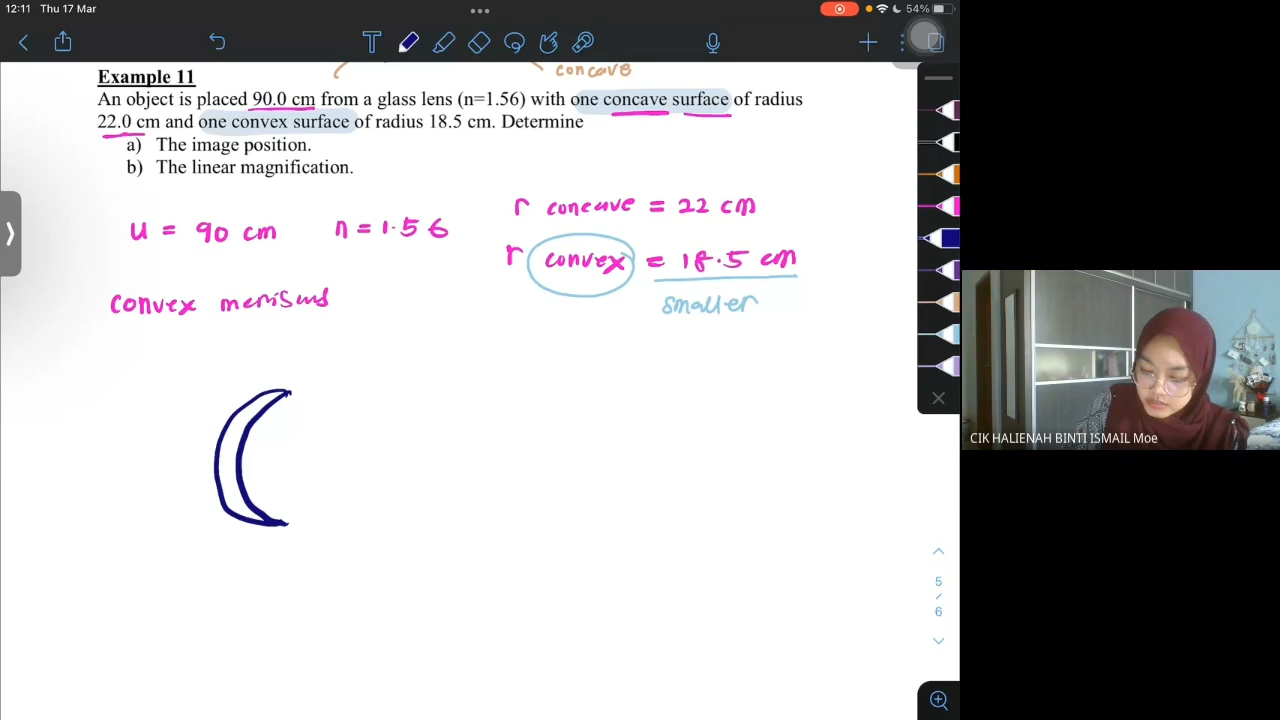 12:11 Thu 17 Mar
54%
concave
Example 11
An object is placed 90.0 cm from a glass lens (n=1.56) with one concave surface of radius
22.0 cm and one convex surface of radius 18.5 cm. Determine
a) The image position.
b) The linear magnification.
r concave = 22 cm
u = 90 cm n = 1.56
r convex = 18.5 cm
convex menisus
smaller
CIK HALIENAH BINTI ISMAIL Moe
5
/
6